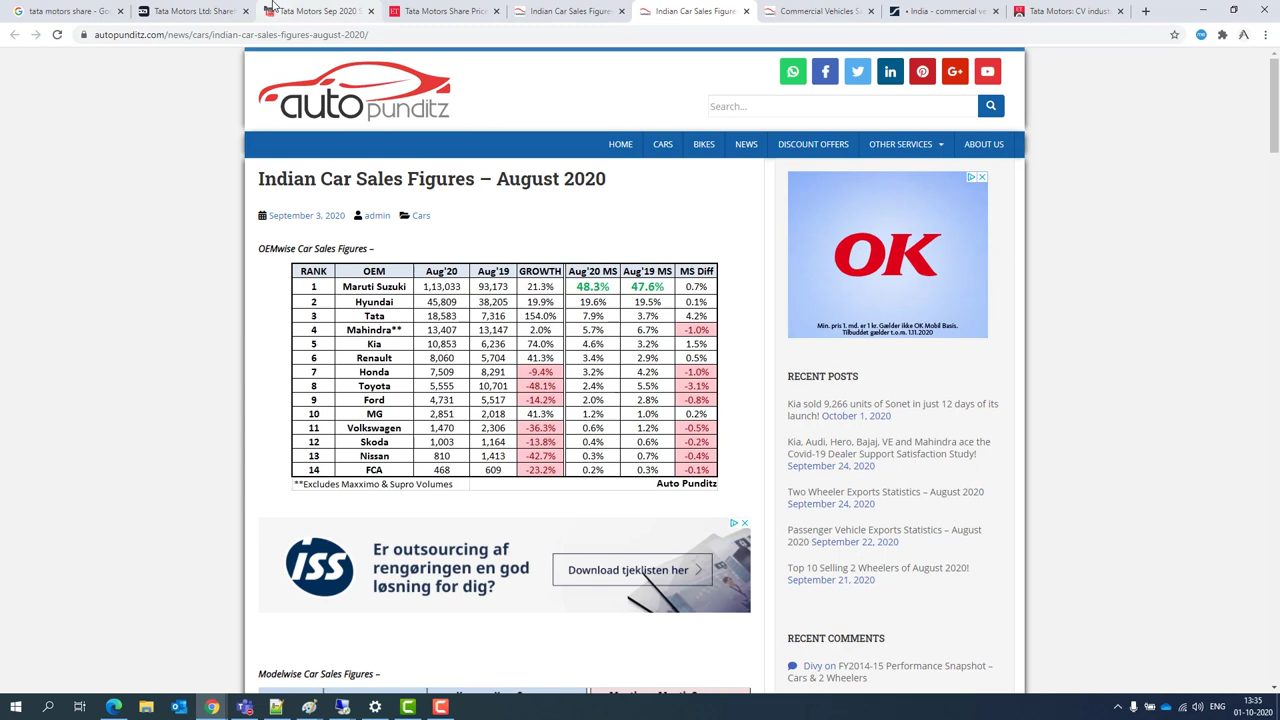 tata motors share - Go
Tata Motors Ltd: Share
Tata Motors Sep 2020 S
ET Tata Motors Price: Tata
ET Tata Motors Price: Tata
Commercial Vehicle Sal
ET Tata Motors: CV indus
autopunditz.com/news/cars/indian-car-sales-figures-august-2020/
auto punditz
Search...
HOME CARS BIKES NEWS DISCOUNT OFFERS OTHER SERVICES ABOUT US
Indian Car Sales Figures – August 2020
September 3, 2020 admin Cars
OEMwise Car Sales Figures –
RANK OEM Aug'20 Aug'19 GROWTH Aug'20 MS Aug'19 MS MS Diff
1 Maruti Suzuki 1,13,033 93,173 21.3% 48.3% 47.6% 0.7%
2 Hyundai 45,809 38,205 19.9% 19.6% 19.5% 0.1%
3 Tata 18,583 7,316 154.0% 7.9% 3.7% 4.2%
4 Mahindra** 13,407 13,147 2.0% 5.7% 6.7% -1.0%
5 Kia 10,853 6,236 74.0% 4.6% 3.2% 1.5%
6 Renault 8,060 5,704 41.3% 3.4% 2.9% 0.5%
7 Honda 7,509 8,291 -9.4% 3.2% 4.2% -1.0%
8 Toyota 5,555 10,701 -48.1% 2.4% 5.5% -3.1%
9 Ford 4,731 5,517 -14.2% 2.0% 2.8% -0.8%
10 MG 2,851 2,018 41.3% 1.2% 1.0% 0.2%
11 Volkswagen 1,470 2,306 -36.3% 0.6% 1.2% -0.5%
12 Skoda 1,003 1,164 -13.8% 0.4% 0.6% -0.2%
13 Nissan 810 1,413 -42.7% 0.3% 0.7% -0.4%
14 FCA 468 609 -23.2% 0.2% 0.3% -0.1%
**Excludes Maxximo & Supro Volumes Auto Punditz
ISS
Er outsourcing af
rengøringen en god
løsning for dig?
Download tjeklisten her
Modelwise Car Sales Figures –
OK
Min. pris 1. md. er 1 kr. Gælder ikke OK Mobil Basis.
Tilbuddet gælder t.o.m. 1.11.2020
RECENT POSTS
Kia sold 9,266 units of Sonet in just 12 days of its
launch! October 1, 2020
Kia, Audi, Hero, Bajaj, VE and Mahindra ace the
Covid-19 Dealer Support Satisfaction Study!
September 24, 2020
Two Wheeler Exports Statistics – August 2020
September 24, 2020
Passenger Vehicle Exports Statistics – August
2020 September 22, 2020
Top 10 Selling 2 Wheelers of August 2020!
September 21, 2020
RECENT COMMENTS
Divy on FY2014-15 Performance Snapshot –
Cars & 2 Wheelers
13:35
01-10-2020